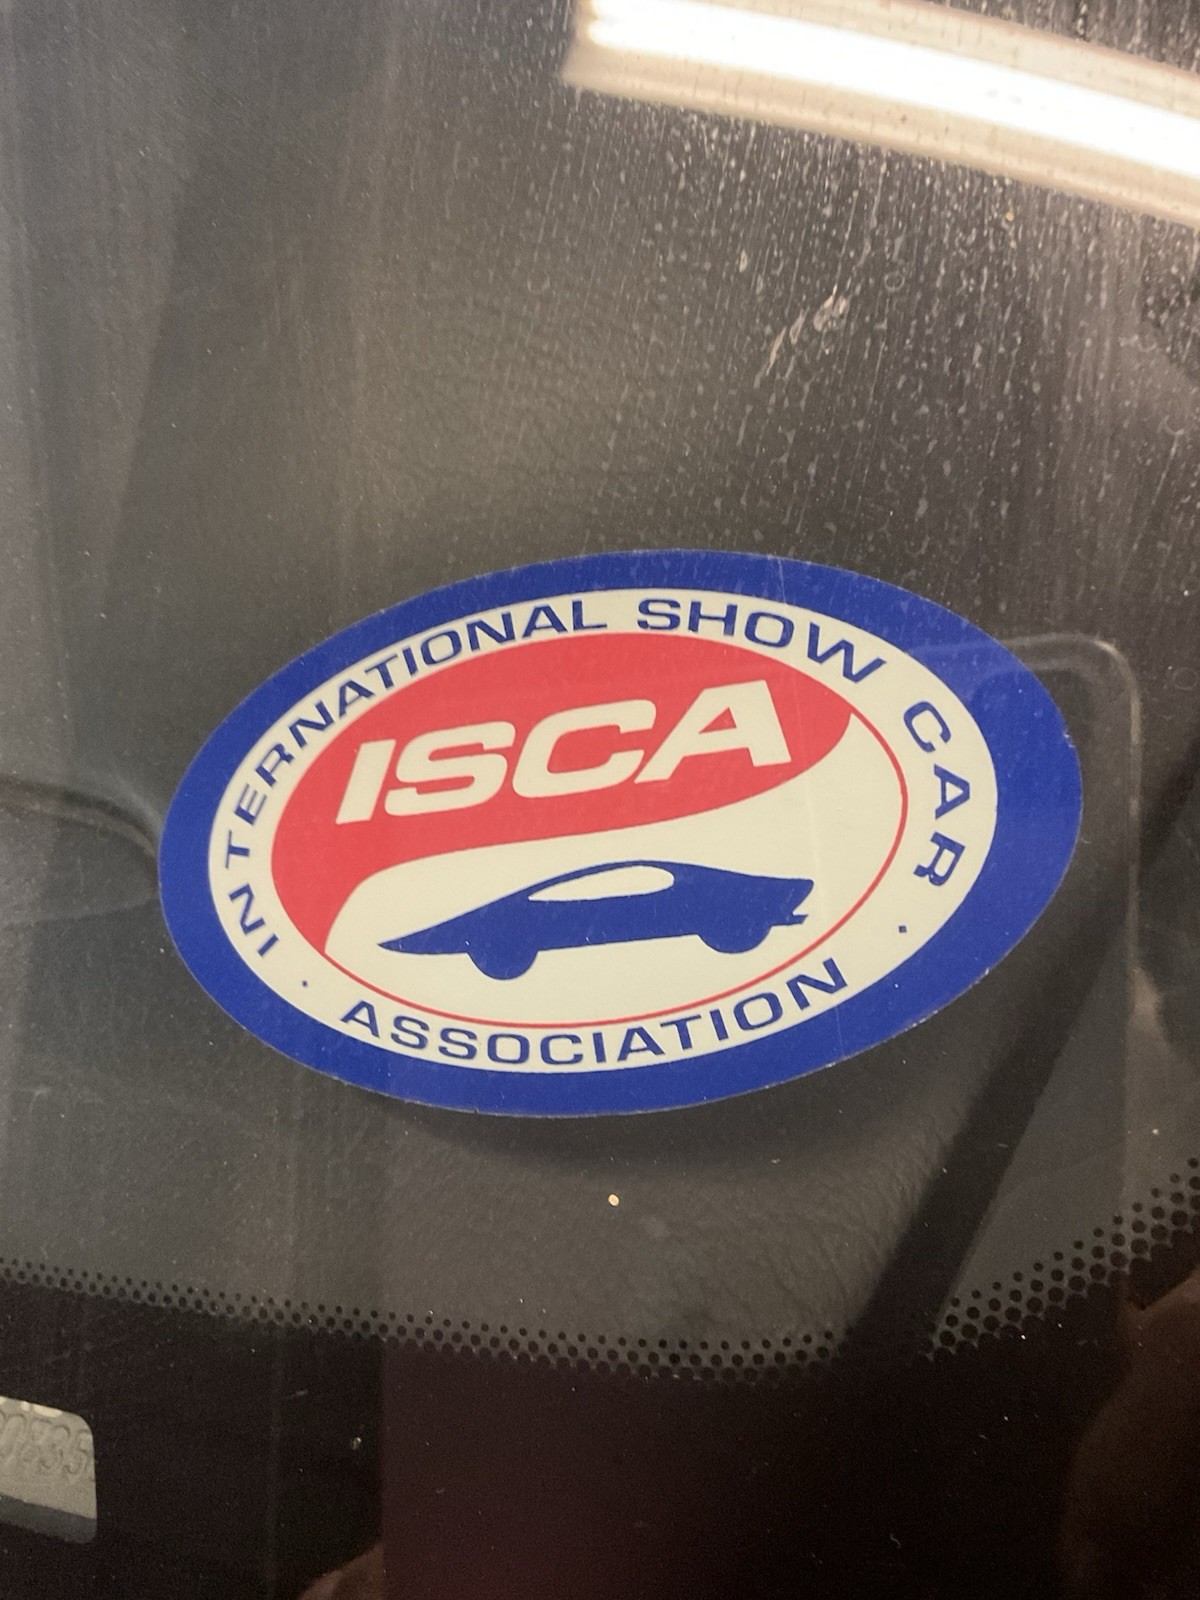 INTERNATIONAL SHOW CAR
ISCA
· ASSOCIATION ·